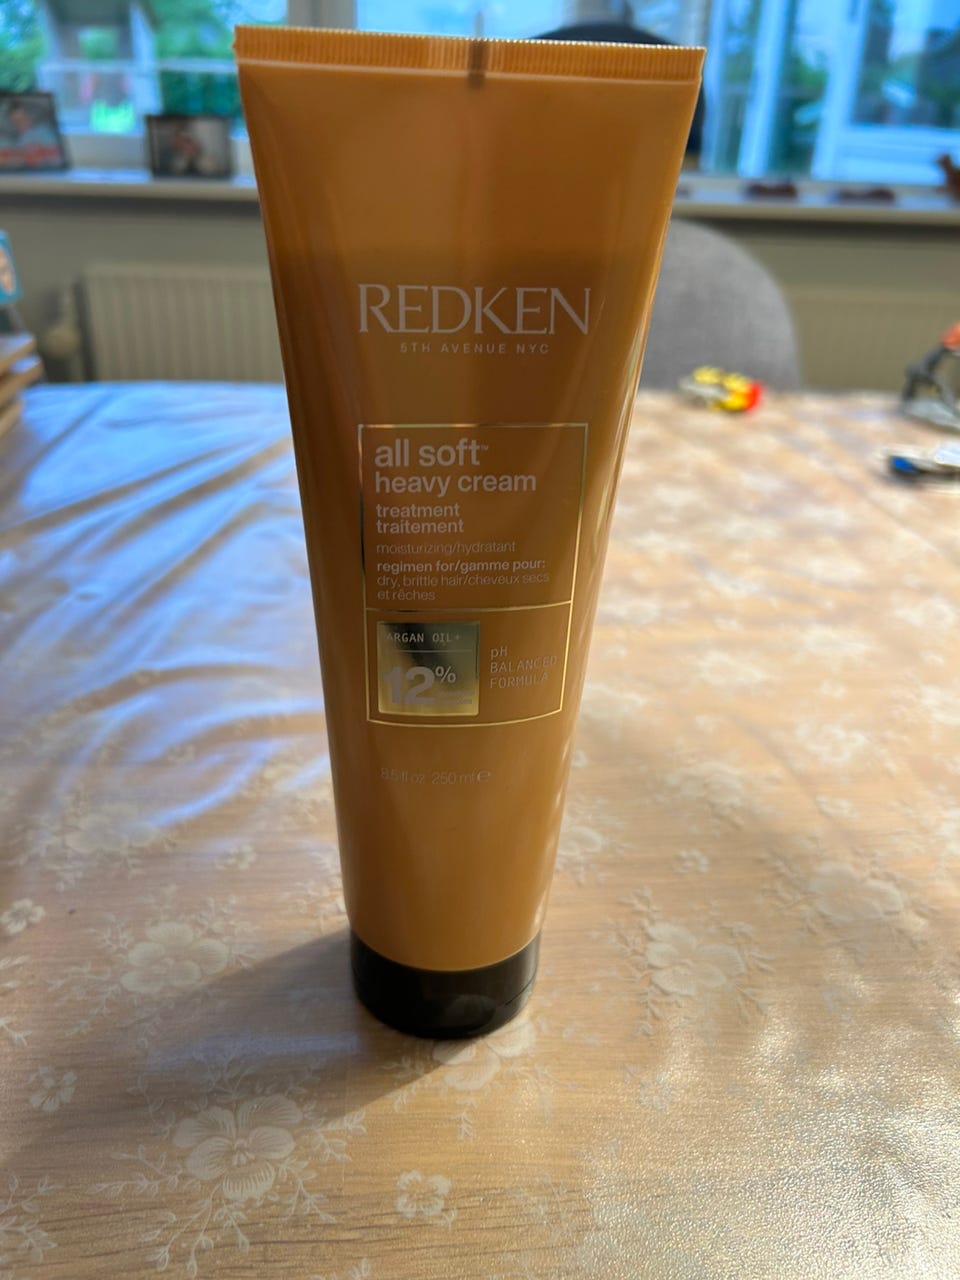 REDKEN
5TH AVENUE NYC
all soft™
heavy cream
treatment
traitement
moisturizing/hydratant
regimen for/gamme pour:
dry, brittle hair/cheveux secs
et rêches
ARGAN OIL+
12%
pH
BALANCED
FORMULA
8.5 fl oz 250 ml ℮